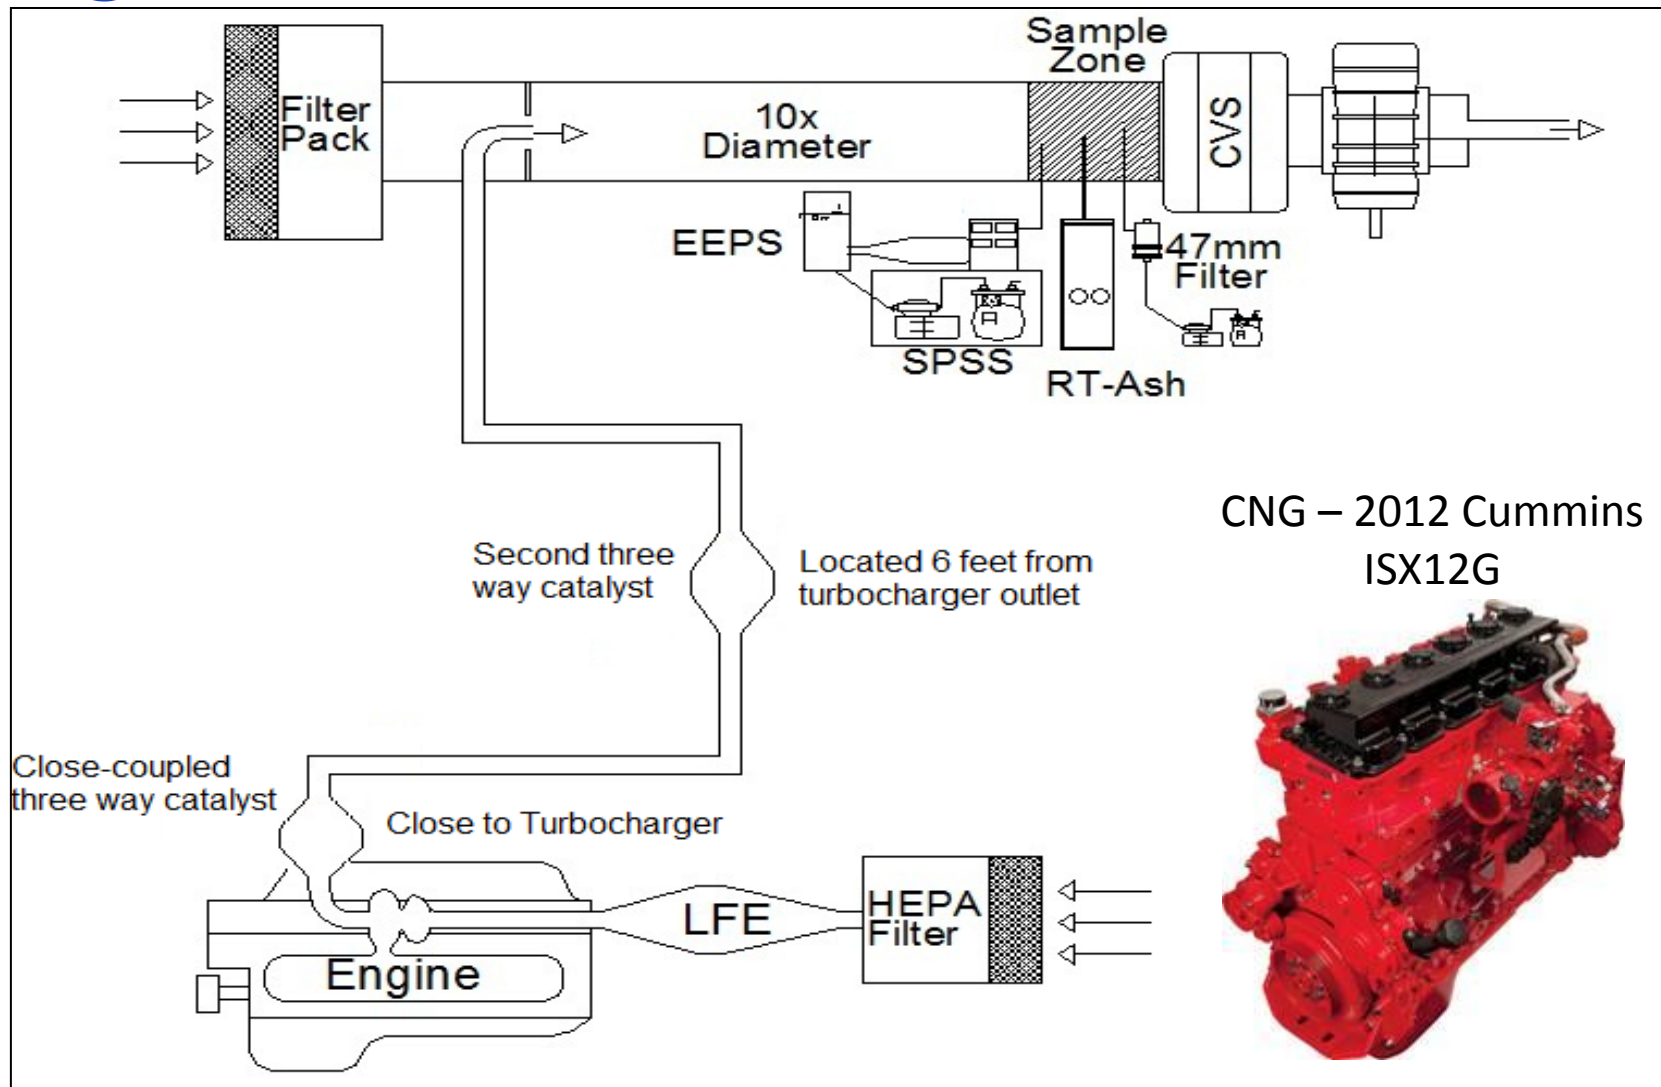 Sample
Zone
Filter
Pack
10x
Diameter
CVS
EEPS
47mm
Filter
SPSS
RT-Ash
CNG – 2012 Cummins
ISX12G
Second three
way catalyst
Located 6 feet from
turbocharger outlet
Close-coupled
three way catalyst
Close to Turbocharger
LFE
HEPA
Filter
Engine